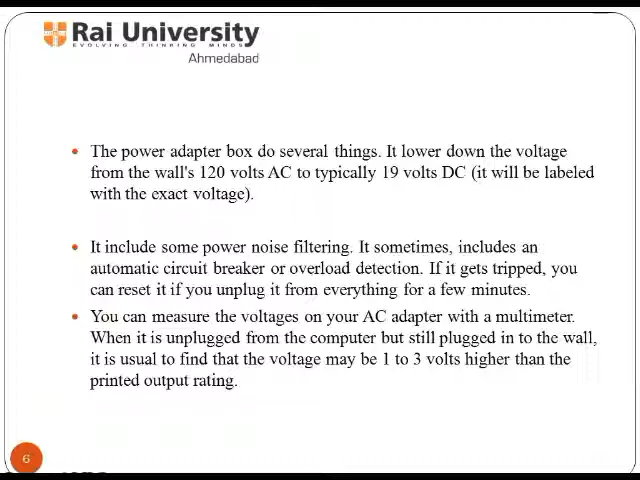 Rai University
EVOLVING THINKING MINDS
Ahmedabad
• The power adapter box do several things. It lower down the voltage
from the wall's 120 volts AC to typically 19 volts DC (it will be labeled
with the exact voltage).
• It include some power noise filtering. It sometimes, includes an
automatic circuit breaker or overload detection. If it gets tripped, you
can reset it if you unplug it from everything for a few minutes.
• You can measure the voltages on your AC adapter with a multimeter.
When it is unplugged from the computer but still plugged in to the wall,
it is usual to find that the voltage may be 1 to 3 volts higher than the
printed output rating.
6